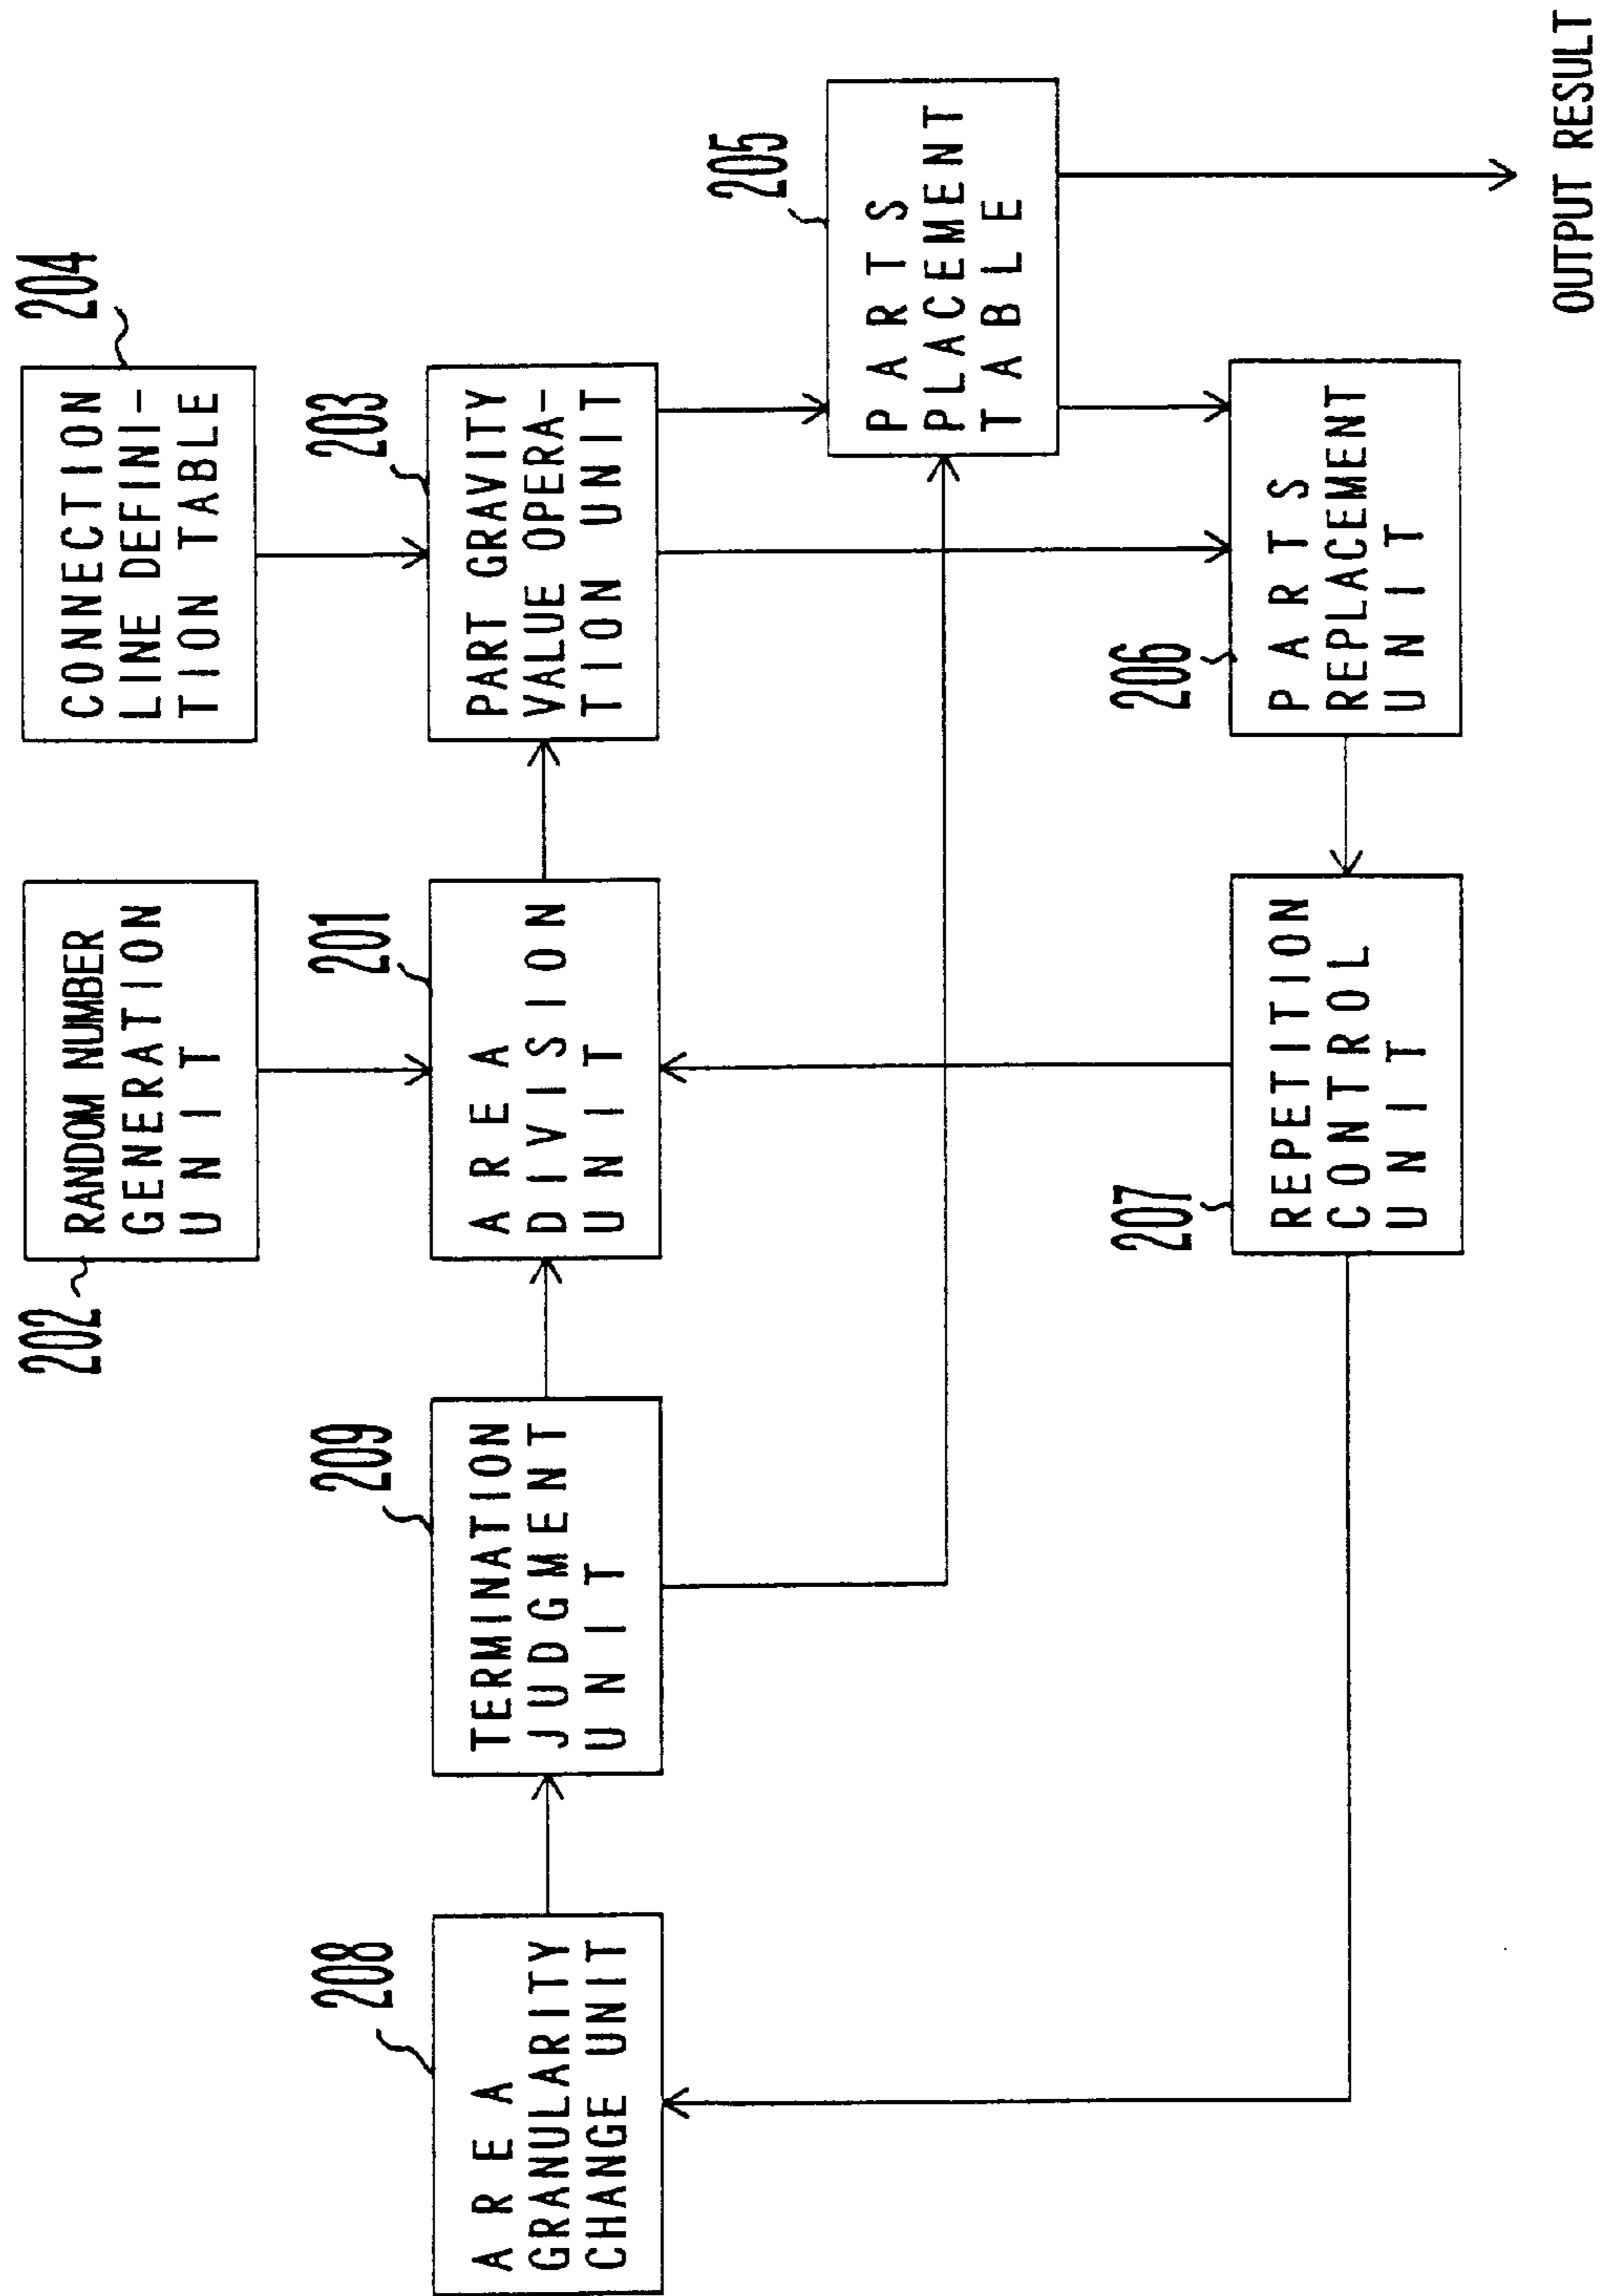 204
CONNECTION
LINE DEFINI-
TION TABLE
202
RANDOM NUMBER
GENERATION
UNIT
208
AREA
GRANULARITY
CHANGE UNIT
209
TERMINATION
JUDGMENT
UNIT
201
AREA
DIVISION
UNIT
203
PART GRAVITY
VALUE OPERA-
TION UNIT
205
PARTS
PLACEMENT
TABLE
207
REPETITION
CONTROL
UNIT
206
PARTS
REPLACEMENT
UNIT
OUTPUT RESULT